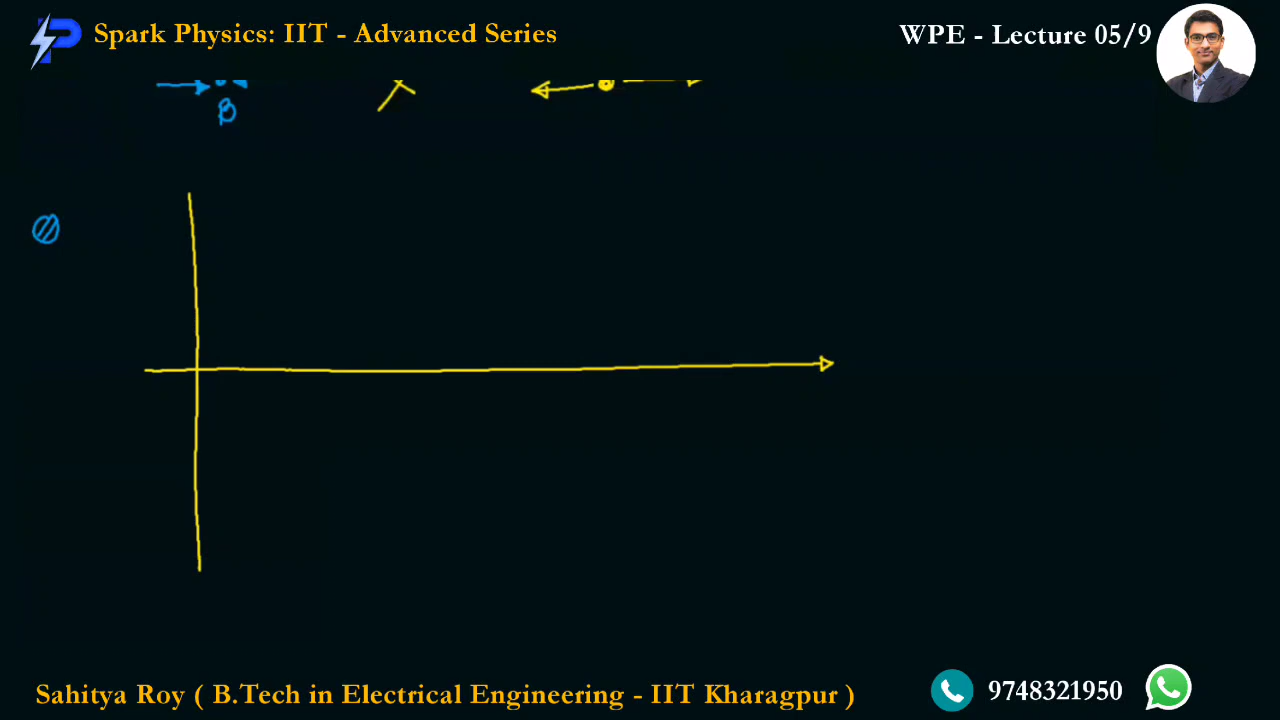 Spark Physics: IIT - Advanced Series
WPE - Lecture 05/9
B
Sahitya Roy ( B.Tech in Electrical Engineering - IIT Kharagpur )
9748321950